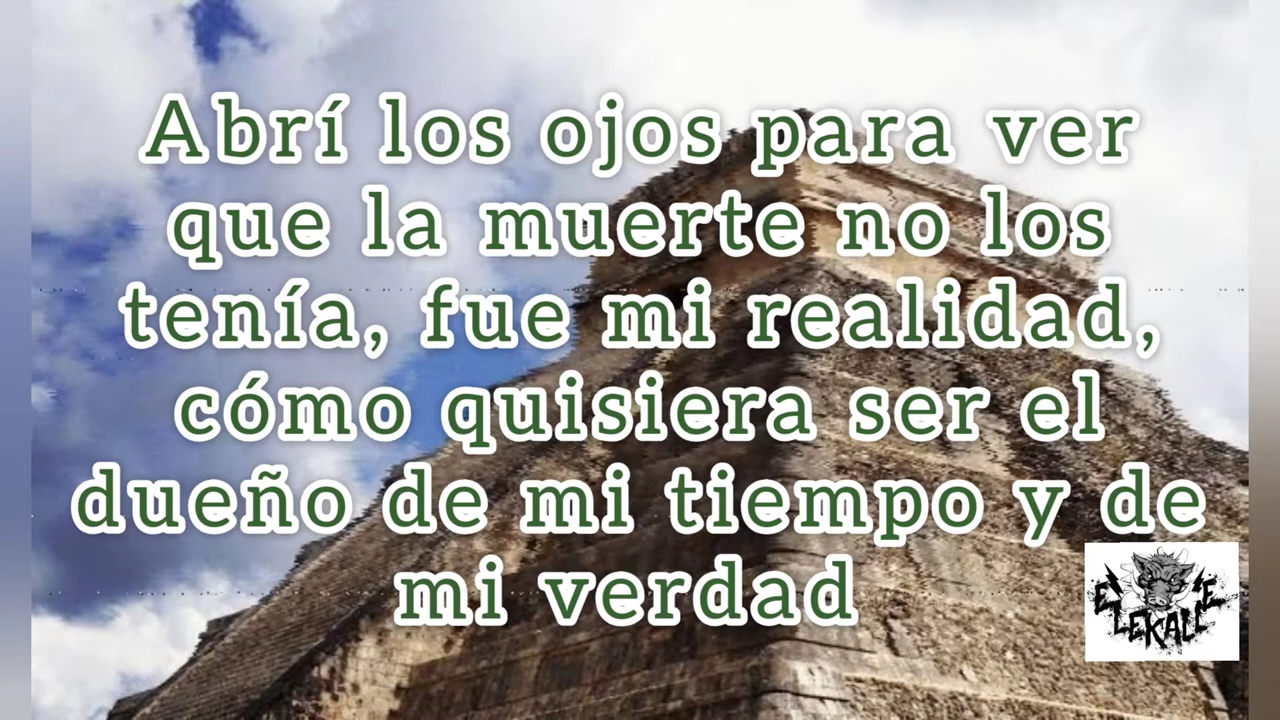 Abrí los ojos para ver
que la muerte no los
tenía, fue mi realidad,
cómo quisiera ser el
dueño de mi tiempo y de
mi verdad